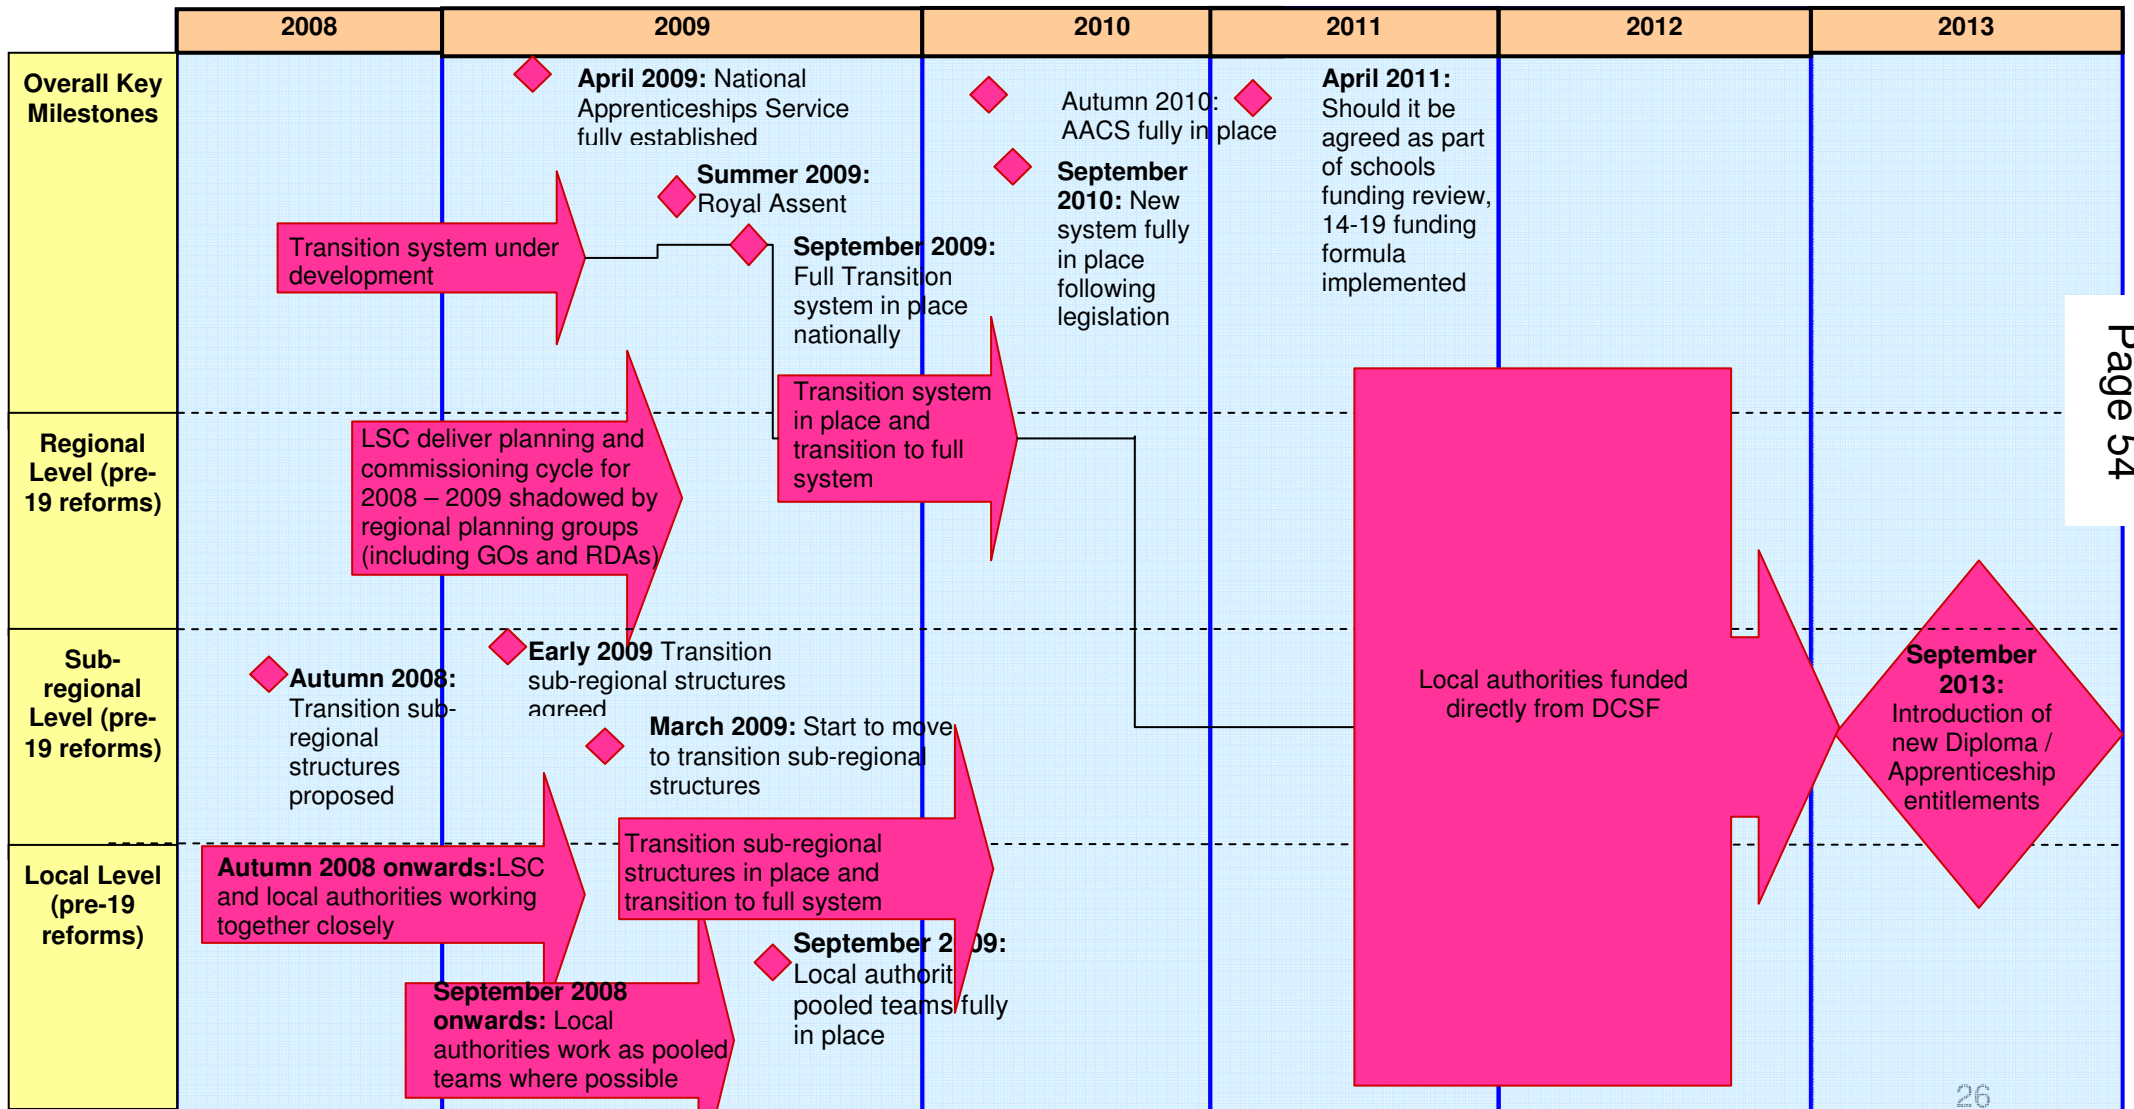 2008
2009
2010
2011
2012
2013
Overall Key
Milestones
April 2009: National
Apprenticeships Service
fully established
Summer 2009:
Royal Assent
Transition system under
development
September 2009:
Full Transition
system in place
nationally
Autumn 2010:
AACS fully in place
September
2010: New
system fully
in place
following
legislation
April 2011:
Should it be
agreed as part
of schools
funding review,
14-19 funding
formula
implemented
Page 54
Regional
Level (pre-
19 reforms)
LSC deliver planning and
commissioning cycle for
2008 – 2009 shadowed by
regional planning groups
(including GOs and RDAs)
Transition system
in place and
transition to full
system
Sub-
regional
Level (pre-
19 reforms)
Autumn 2008:
Transition sub-
regional
structures
proposed
Early 2009 Transition
sub-regional structures
agreed
March 2009: Start to move
to transition sub-regional
structures
Local authorities funded
directly from DCSF
September
2013:
Introduction of
new Diploma /
Apprenticeship
entitlements
Local Level
(pre-19
reforms)
Autumn 2008 onwards:LSC
and local authorities working
together closely
Transition sub-regional
structures in place and
transition to full system
September 2008
onwards: Local
authorities work as pooled
teams where possible
September 2009:
Local authorit
pooled teams fully
in place
26